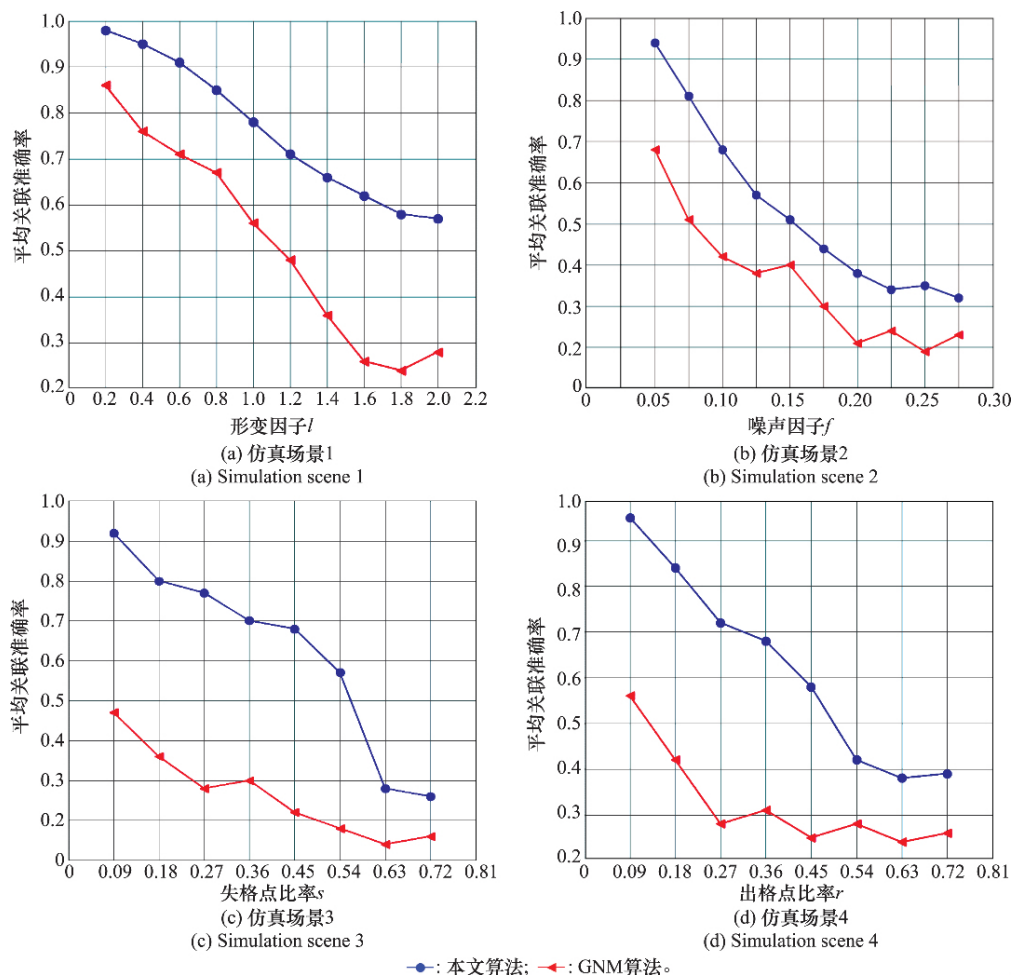 1.0
0.9
0.8
0.7
0.6
0.5
0.4
0.3
0.2
平均关联准确率
0 0.2 0.4 0.6 0.8 1.0 1.2 1.4 1.6 1.8 2.0 2.2
形变因子l
(a) 仿真场景1
(a) Simulation scene 1
1.0
0.9
0.8
0.7
0.6
0.5
0.4
0.3
0.2
0
平均关联准确率
0 0.05 0.10 0.15 0.20 0.25 0.30
噪声因子f
(b) 仿真场景2
(b) Simulation scene 2
1.0
0.9
0.8
0.7
0.6
0.5
0.4
0.3
0.2
0
平均关联准确率
0 0.09 0.18 0.27 0.36 0.45 0.54 0.63 0.72 0.81
失格点比率s
(c) 仿真场景3
(c) Simulation scene 3
1.0
0.9
0.8
0.7
0.6
0.5
0.4
0.3
0.2
平均关联准确率
0 0.09 0.18 0.27 0.36 0.45 0.54 0.63 0.72 0.81
出格点比率r
(d) 仿真场景4
(d) Simulation scene 4
: 本文算法; : GNM算法。